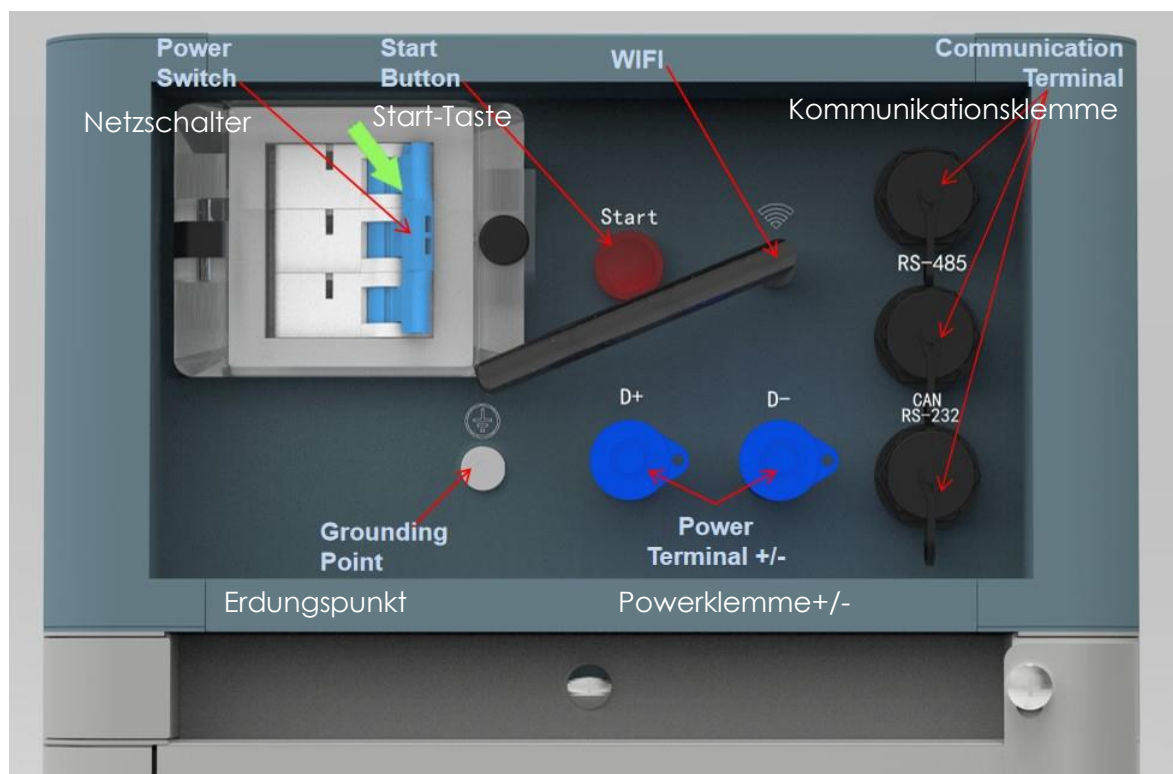 Power
Switch
Netzschalter
Start
Button
Start-Taste
WIFI
Communication
Terminal
Kommunikationsklemme
Start
RS-485
D+
D-
CAN
RS-232
Grounding
Point
Erdungspunkt
Power
Terminal +/-
Powerklemme+/-